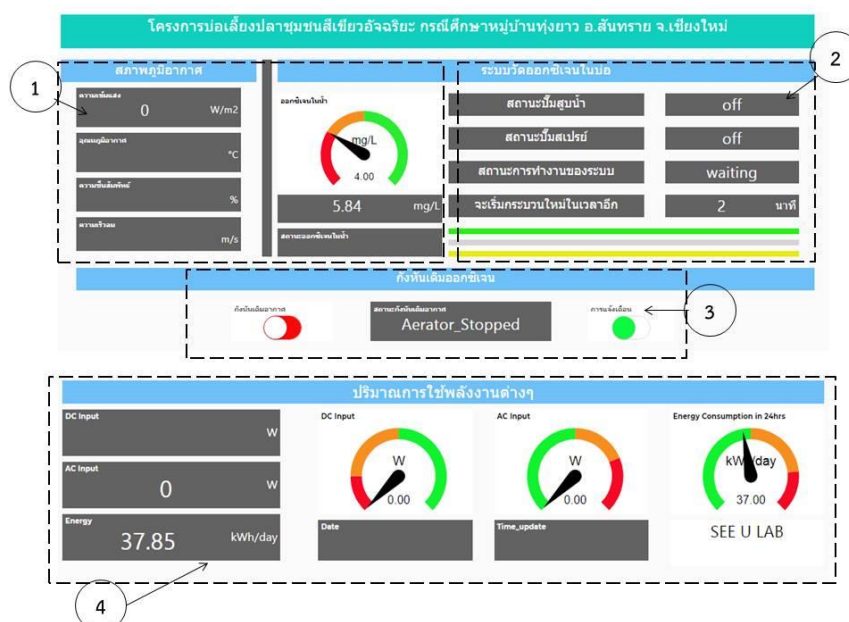 โครงการบ่อเลี้ยงปลาชุมชนสีเขียวอัจฉริยะ กรณีศึกษาหมู่บ้านทุ่งยาว อ.สันทราย จ.เชียงใหม่
1
สภาพภูมิอากาศ
ความเข้มแสง
0 W/m2
อุณหภูมิอากาศ
°C
ความชื้นสัมพัทธ์
%
ความเร็วลม
m/s
ออกซิเจนในน้ำ
mg/L
4.00
5.84 mg/L
สถานะออกซิเจนในน้ำ
ระบบวัดออกซิเจนในบ่อ
2
สถานะปั๊มสูบน้ำ off
สถานะปั๊มสเปรย์ off
สถานะการทำงานของระบบ waiting
จะเริ่มกระบวนใหม่ในเวลาอีก 2 นาที
กังหันเติมออกซิเจน
กังหันเติมอากาศ
สถานะกังหันเติมอากาศ
Aerator_Stopped
การแจ้งเตือน
3
ปริมาณการใช้พลังงานต่างๆ
DC Input
W
AC Input
0 W
Energy
37.85 kWh/day
DC Input
W
0.00
Date
AC Input
W
0.00
Time_update
Energy Consumption in 24hrs
kWh/day
37.00
SEE U LAB
4